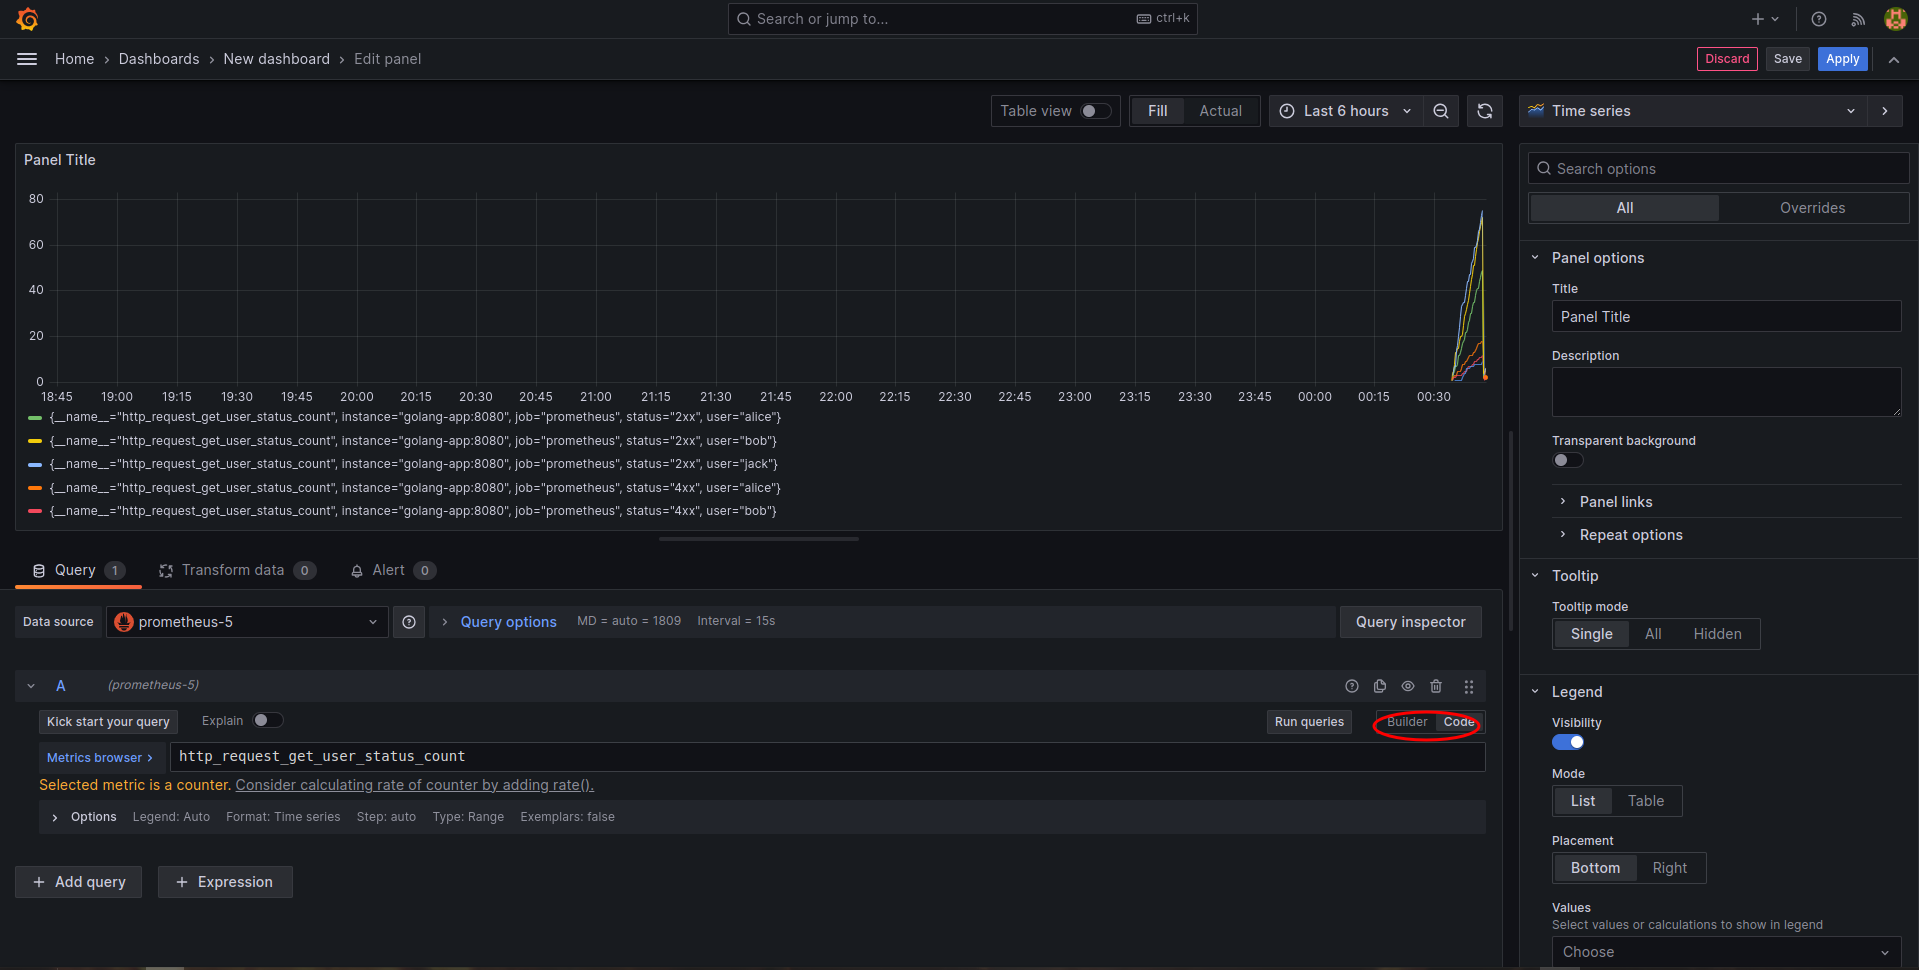 Search or jump to... ctrl+k
Home › Dashboards › New dashboard › Edit panel
Discard Save Apply
Table view Fill Actual Last 6 hours
Time series
Panel Title
80
60
40
20
0
18:45 19:00 19:15 19:30 19:45 20:00 20:15 20:30 20:45 21:00 21:15 21:30 21:45 22:00 22:15 22:30 22:45 23:00 23:15 23:30 23:45 00:00 00:15 00:30
{__name__="http_request_get_user_status_count", instance="golang-app:8080", job="prometheus", status="2xx", user="alice"}
{__name__="http_request_get_user_status_count", instance="golang-app:8080", job="prometheus", status="2xx", user="bob"}
{__name__="http_request_get_user_status_count", instance="golang-app:8080", job="prometheus", status="2xx", user="jack"}
{__name__="http_request_get_user_status_count", instance="golang-app:8080", job="prometheus", status="4xx", user="alice"}
{__name__="http_request_get_user_status_count", instance="golang-app:8080", job="prometheus", status="4xx", user="bob"}
Query 1 Transform data 0 Alert 0
Data source prometheus-5 Query options MD = auto = 1809 Interval = 15s Query inspector
A (prometheus-5)
Kick start your query Explain Run queries Builder Code
Metrics browser › http_request_get_user_status_count
Selected metric is a counter. Consider calculating rate of counter by adding rate().
Options Legend: Auto Format: Time series Step: auto Type: Range Exemplars: false
+ Add query + Expression
Search options
All Overrides
Panel options
Title
Panel Title
Description
Transparent background
Panel links
Repeat options
Tooltip
Tooltip mode
Single All Hidden
Legend
Visibility
Mode
List Table
Placement
Bottom Right
Values
Select values or calculations to show in legend
Choose